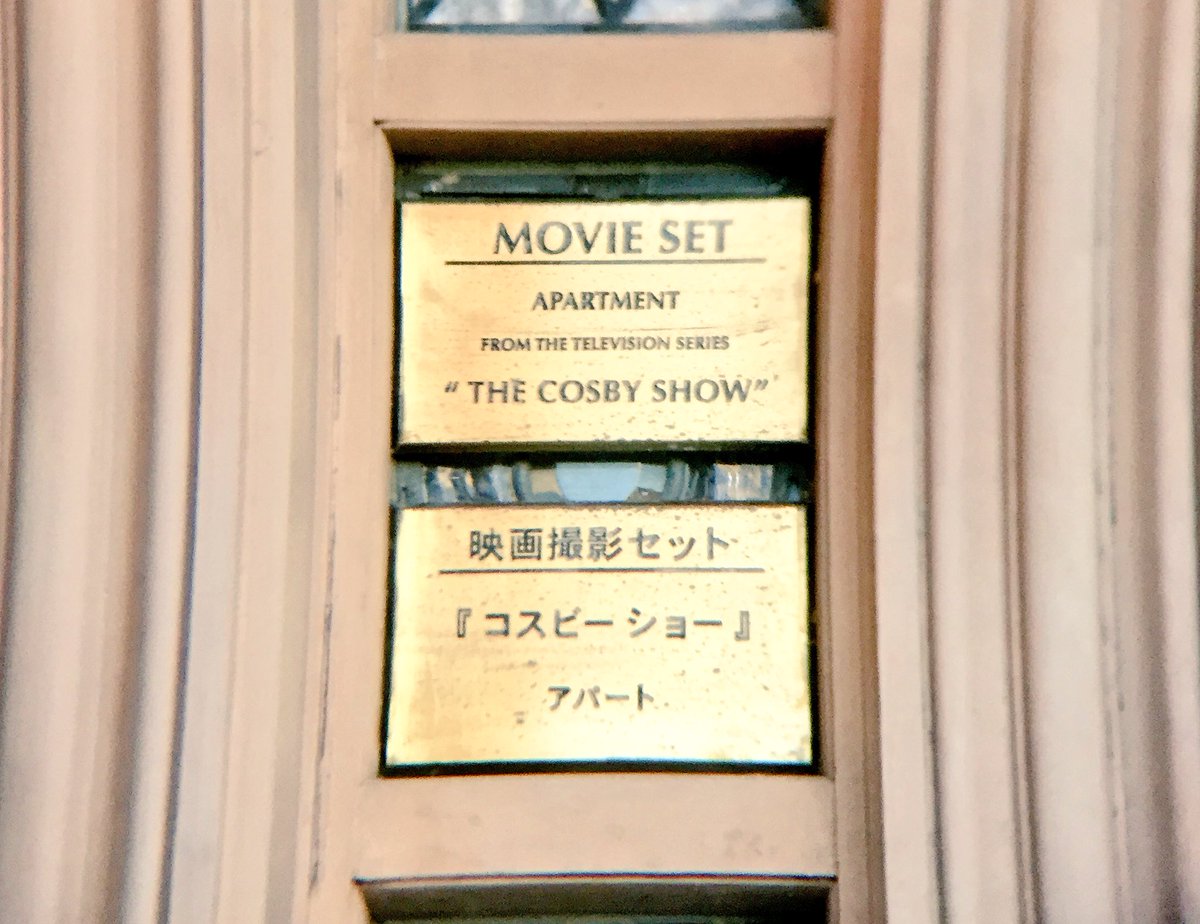 MOVIE SET
APARTMENT
FROM THE TELEVISION SERIES
“ THE COSBY SHOW”
映画撮影セット
『 コスビー ショー 』
アパート